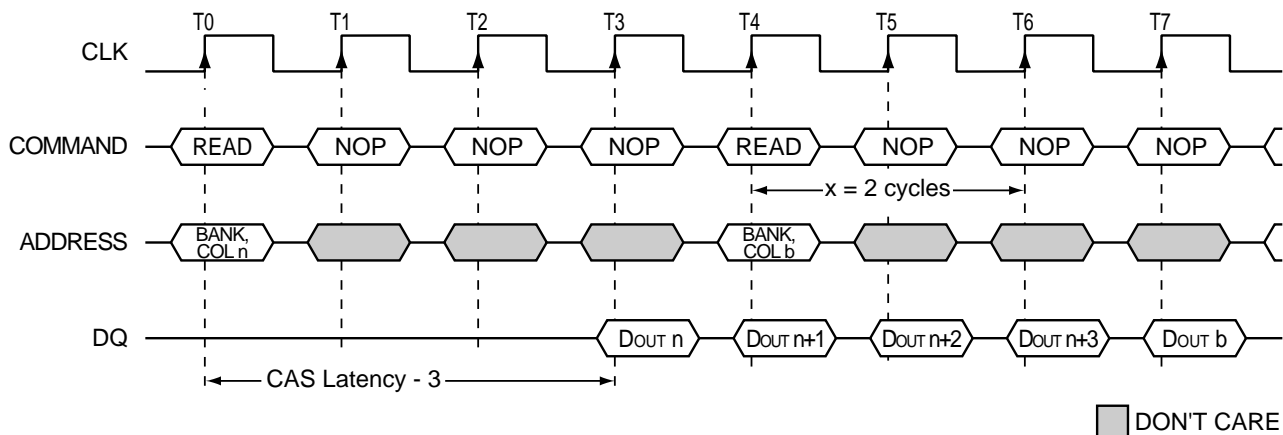 T0 T1 T2 T3 T4 T5 T6 T7
CLK
COMMAND READ NOP NOP NOP READ NOP NOP NOP
x = 2 cycles
ADDRESS BANK, COL n BANK, COL b
DQ DOUT n DOUT n+1 DOUT n+2 DOUT n+3 DOUT b
CAS Latency - 3
DON'T CARE